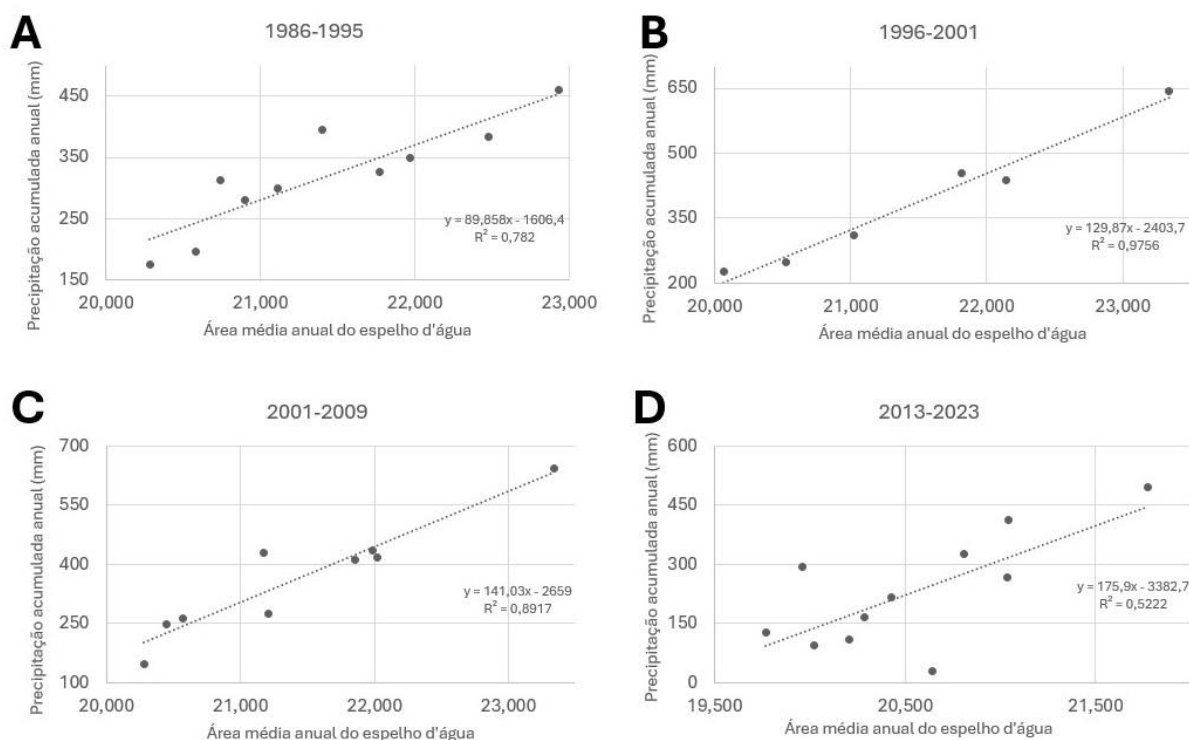 A
1986-1995
Precipitação acumulada anual (mm)
450
350
250
150
y = 89,858x - 1606,4
R² = 0,782
20,000 21,000 22,000 23,000
Área média anual do espelho d'água
B
1996-2001
Precipitação acumulada anual (mm)
650
500
350
200
y = 129,87x - 2403,7
R² = 0,9756
20,000 21,000 22,000 23,000
Área média anual do espelho d'água
C
2001-2009
Precipitação acumulada anual (mm)
700
550
400
250
100
y = 141,03x - 2659
R² = 0,8917
20,000 21,000 22,000 23,000
Área média anual do espelho d'água
D
2013-2023
Precipitação acumulada anual (mm)
600
450
300
150
0
y = 175,9x - 3382,7
R² = 0,5222
19,500 20,500 21,500
Área média anual do espelho d'água